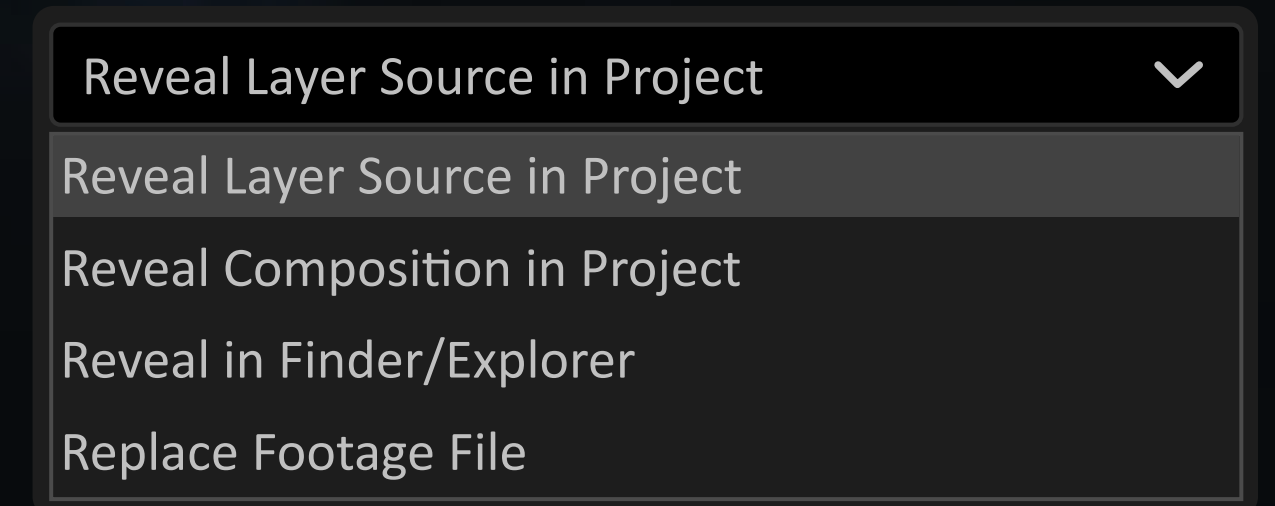 Reveal Layer Source in Project
Reveal Layer Source in Project
Reveal Composition in Project
Reveal in Finder/Explorer
Replace Footage File